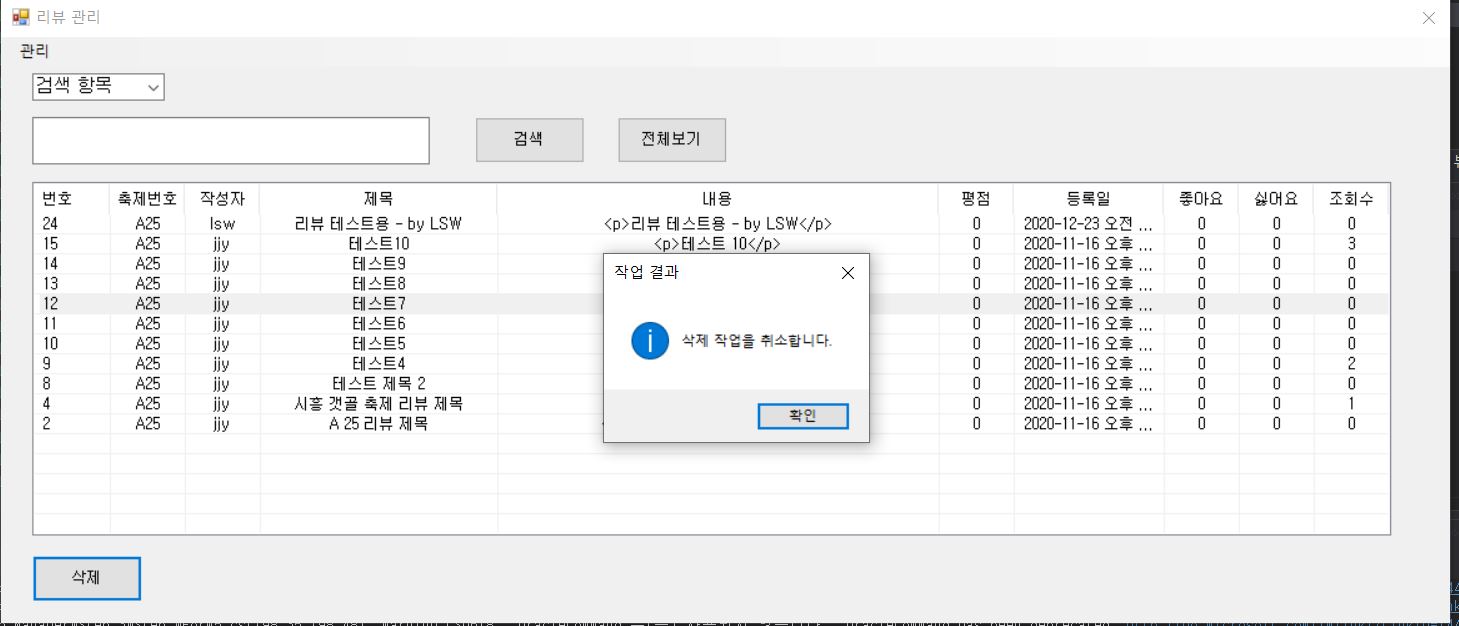 리뷰 관리
관리
검색 항목
검색 전체보기
번호 축제번호 작성자 제목 내용 평점 등록일 좋아요 싫어요 조회수
24 A25 lsw 리뷰 테스트용 - by LSW <p>리뷰 테스트용 - by LSW</p> 0 2020-12-23 오전 ... 0 0 0
15 A25 jjy 테스트10 <p>테스트 10</p> 0 2020-11-16 오후 ... 0 0 3
14 A25 jjy 테스트9 0 2020-11-16 오후 ... 0 0 0
13 A25 jjy 테스트8 0 2020-11-16 오후 ... 0 0 0
12 A25 jjy 테스트7 0 2020-11-16 오후 ... 0 0 0
11 A25 jjy 테스트6 0 2020-11-16 오후 ... 0 0 0
10 A25 jjy 테스트5 0 2020-11-16 오후 ... 0 0 0
9 A25 jjy 테스트4 0 2020-11-16 오후 ... 0 0 2
8 A25 jjy 테스트 제목 2 0 2020-11-16 오후 ... 0 0 0
4 A25 jjy 시흥 갯골 축제 리뷰 제목 0 2020-11-16 오후 ... 0 0 1
2 A25 jjy A 25 리뷰 제목 0 2020-11-16 오후 ... 0 0 0
작업 결과
삭제 작업을 취소합니다.
확인
삭제